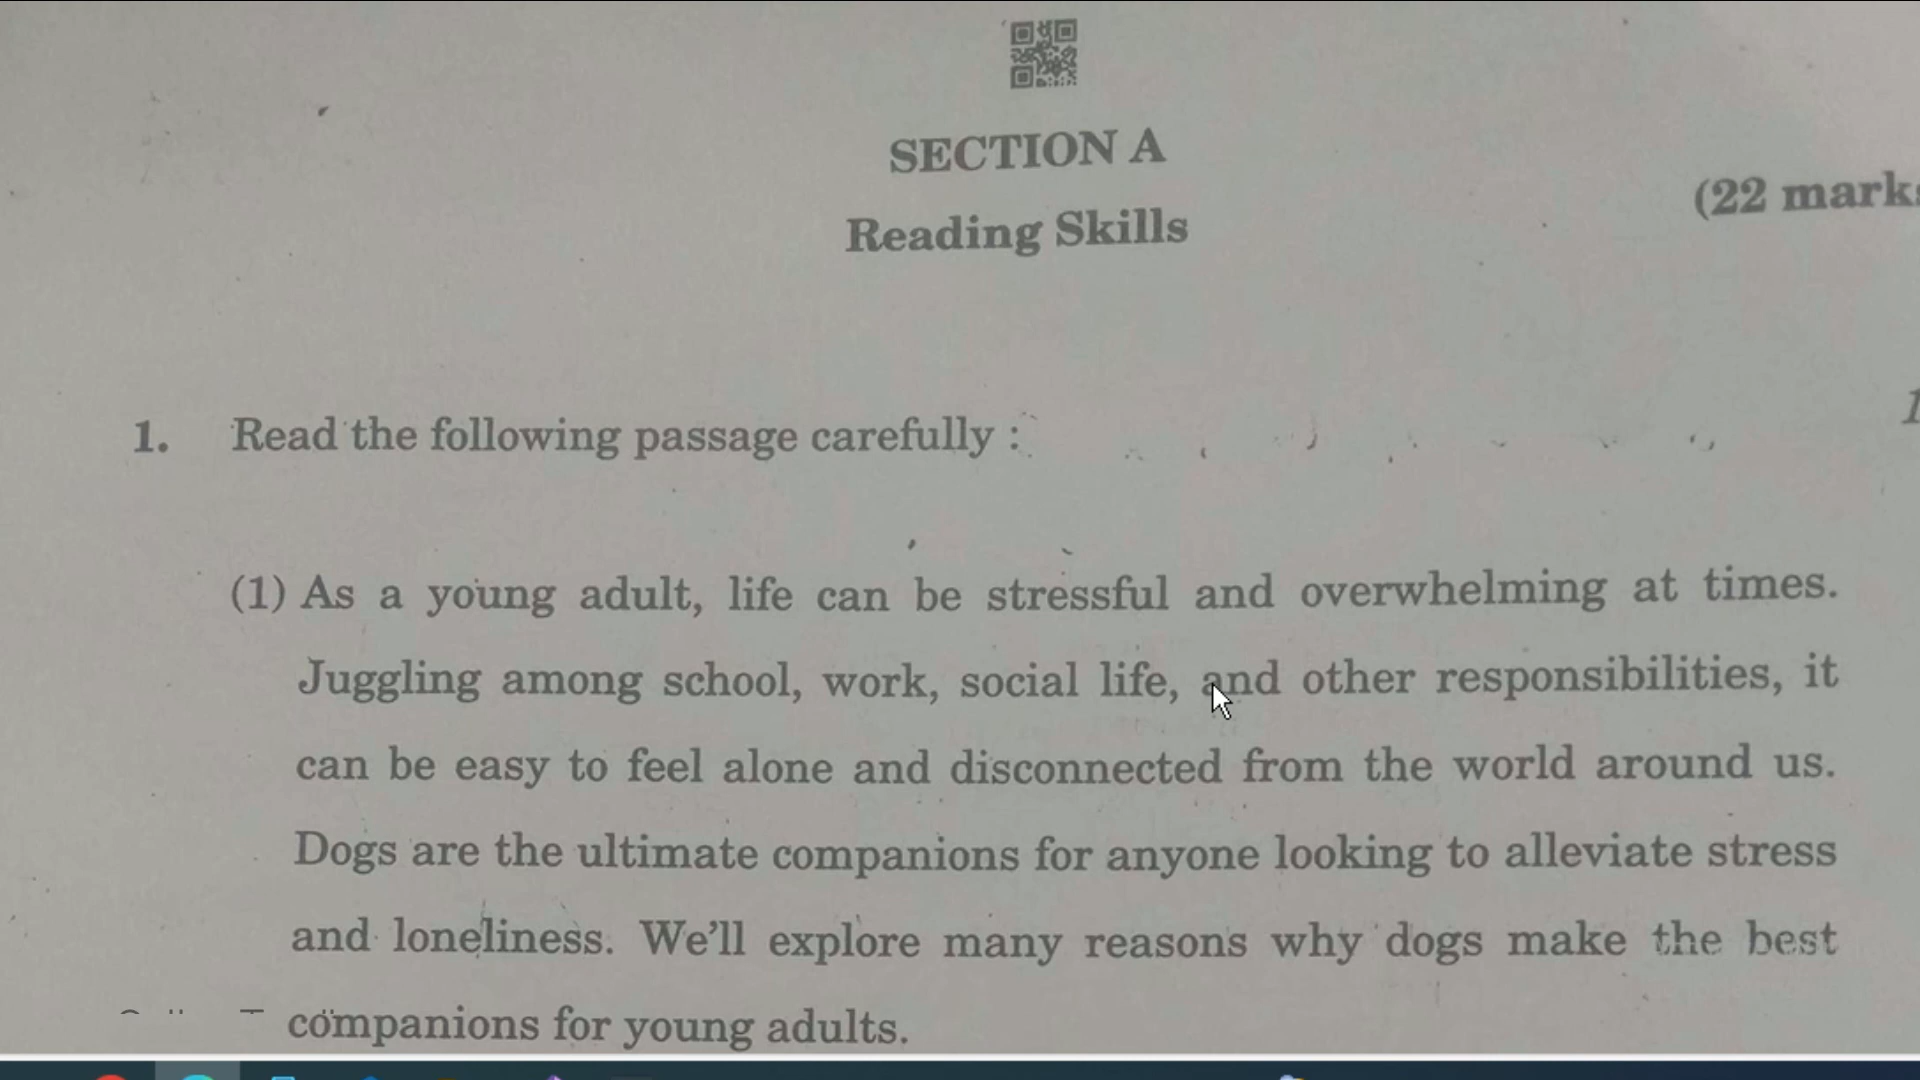 SECTION A
Reading Skills
(22 marks
1. Read the following passage carefully :
(1) As a young adult, life can be stressful and overwhelming at times.
Juggling among school, work, social life, and other responsibilities, it
can be easy to feel alone and disconnected from the world around us.
Dogs are the ultimate companions for anyone looking to alleviate stress
and loneliness. We'll explore many reasons why dogs make the best
companions for young adults.